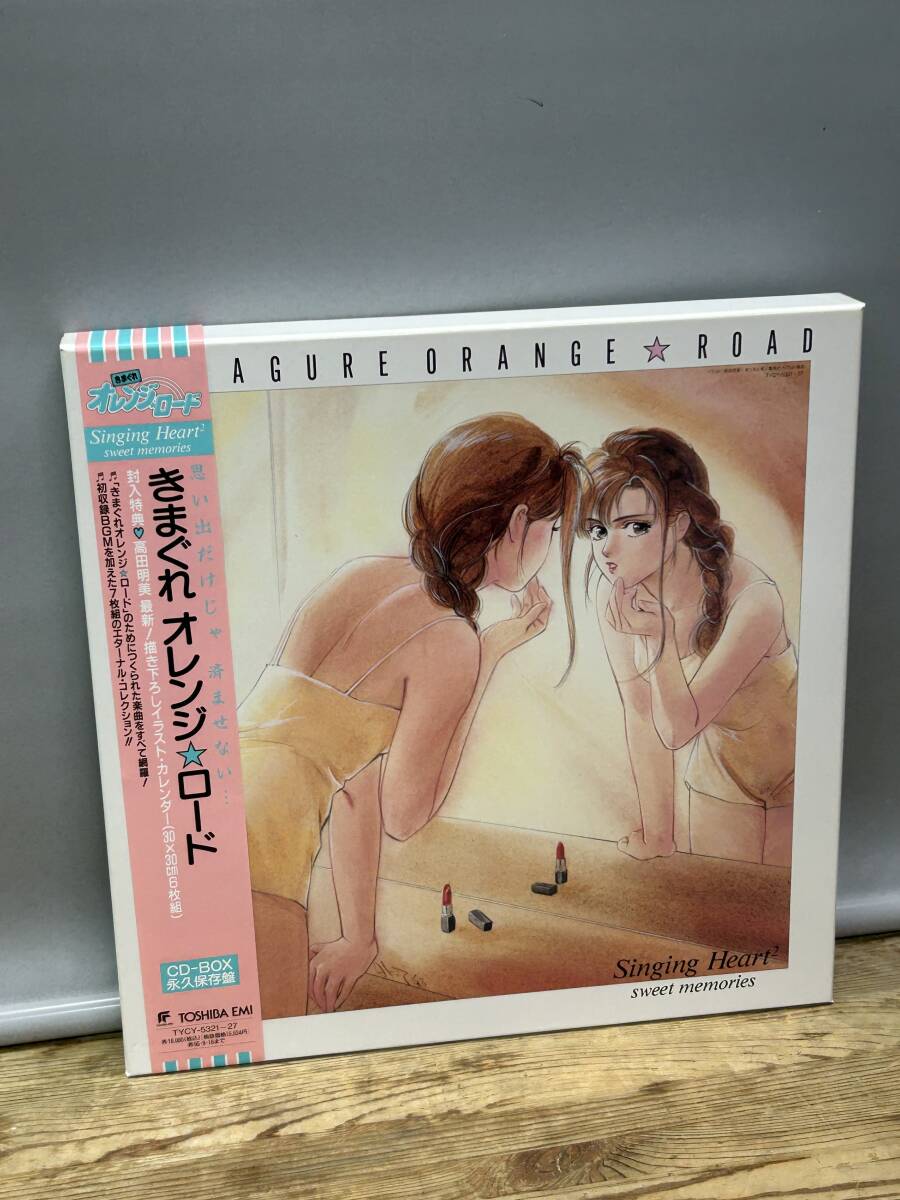 AGURE ORANGE ☆ ROAD
きまぐれ
オレンジ☆ロード
Singing Heart²
sweet memories
思い出だけじゃ 済ませない…
きまぐれ オレンジ☆ロード
封入特典♥高田明美 最新!描き下ろしイラスト・カレンダー(30×30cm6枚組)
♬「きまぐれオレンジ☆ロード」のためにつくられた楽曲をすべて網羅!
♬初収録BGMを加えた7枚組のエターナル・コレクション!!
CD-BOX
永久保存盤
TOSHIBA EMI
TYCY-5321-27
Singing Heart²
sweet memories